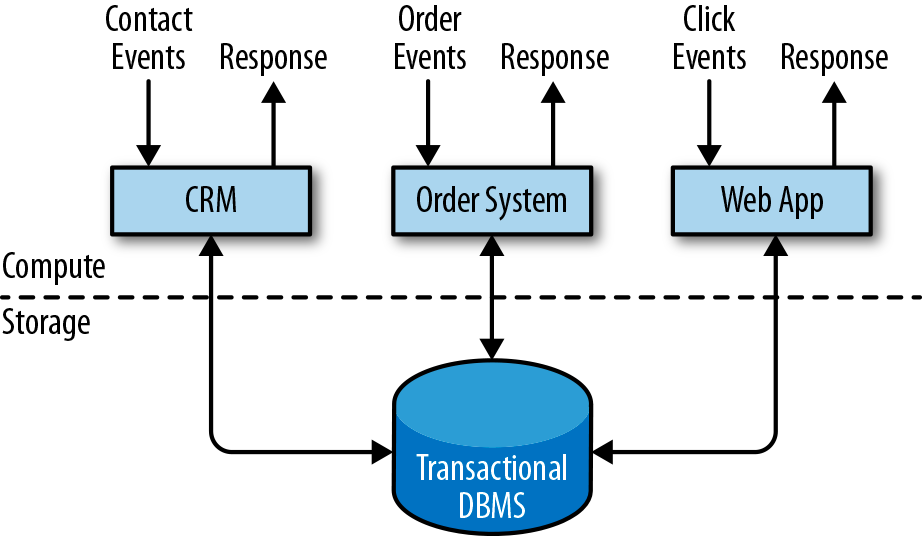 Contact
Events
Response
Order
Events
Response
Click
Events
Response
CRM
Order System
Web App
Compute
Storage
Transactional
DBMS